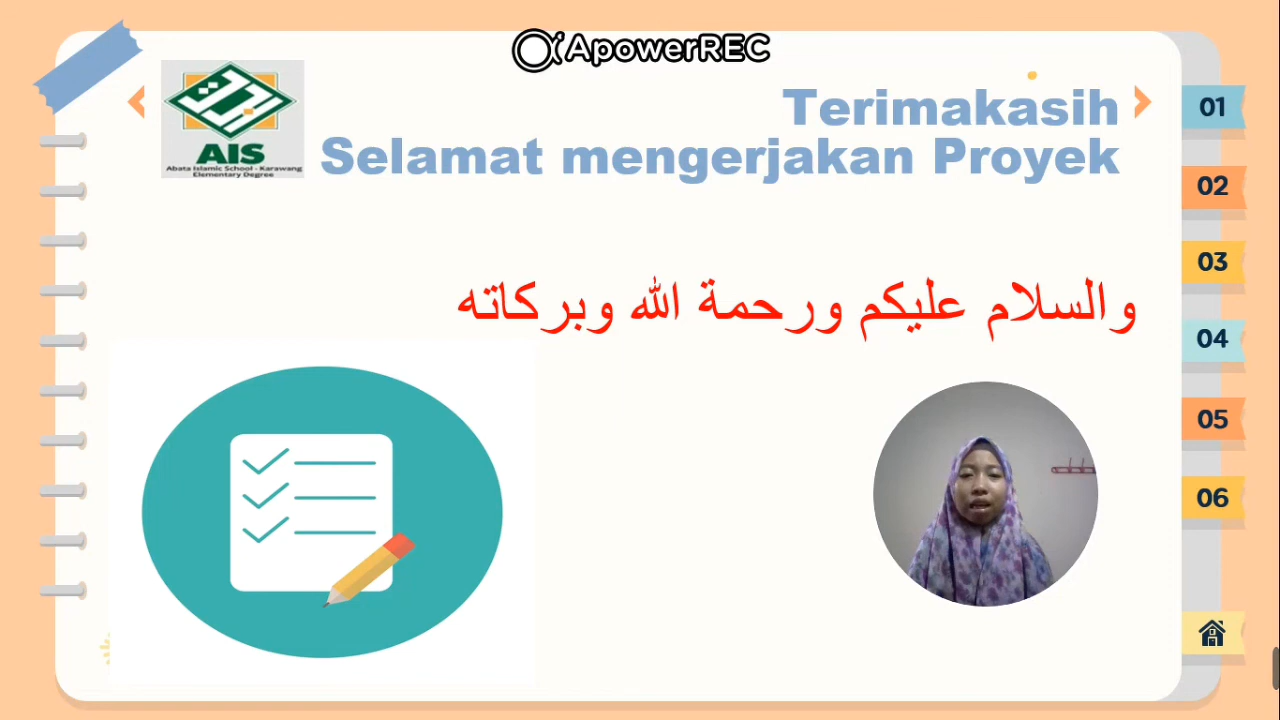 ApowerREC
AIS
Abata Islamic School - Karawang
Elementary Degree
Terimakasih
Selamat mengerjakan Proyek
والسلام عليكم ورحمة الله وبركاته
01
02
03
04
05
06